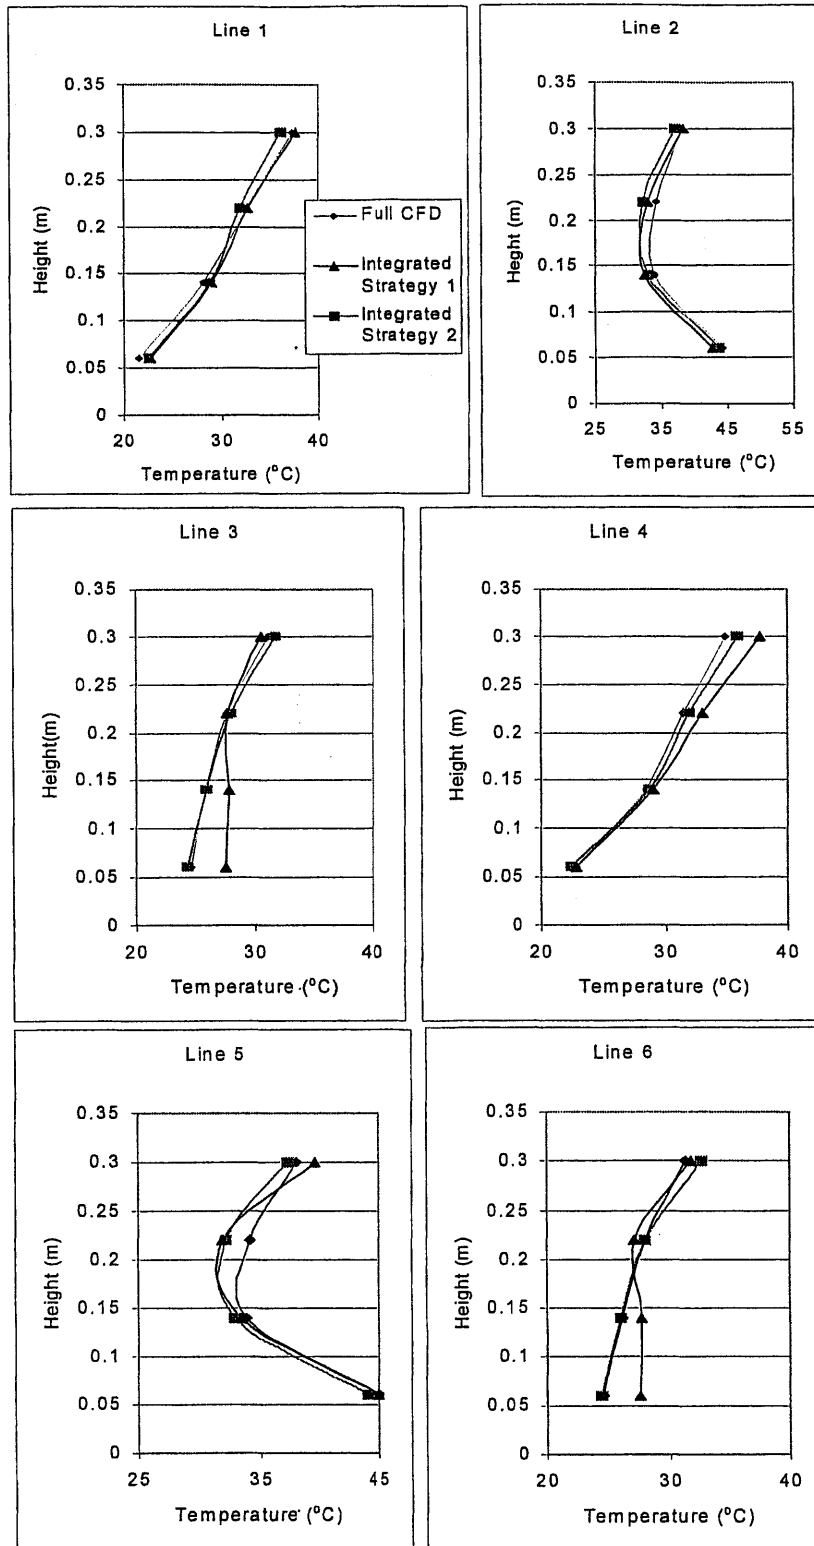 Line 1
0.35
0.3
0.25
0.2
0.15
0.1
0.05
0
Height (m)
20 30 40
Temperature (°C)
Full CFD
Integrated
Strategy 1
Integrated
Strategy 2
Line 2
0.35
0.3
0.25
0.2
0.15
0.1
0.05
0
Heght (m)
25 35 45 55
Temperature (°C)
Line 3
0.35
0.3
0.25
0.2
0.15
0.1
0.05
0
Height(m)
20 30 40
Temperature (°C)
Line 4
0.35
0.3
0.25
0.2
0.15
0.1
0.05
0
Height (m)
20 30 40
Temperature (°C)
Line 5
0.35
0.3
0.25
0.2
0.15
0.1
0.05
0
Height (m)
25 35 45
Temperature (°C)
Line 6
0.35
0.3
0.25
0.2
0.15
0.1
0.05
0
Height (m)
20 30 40
Temperature (°C)